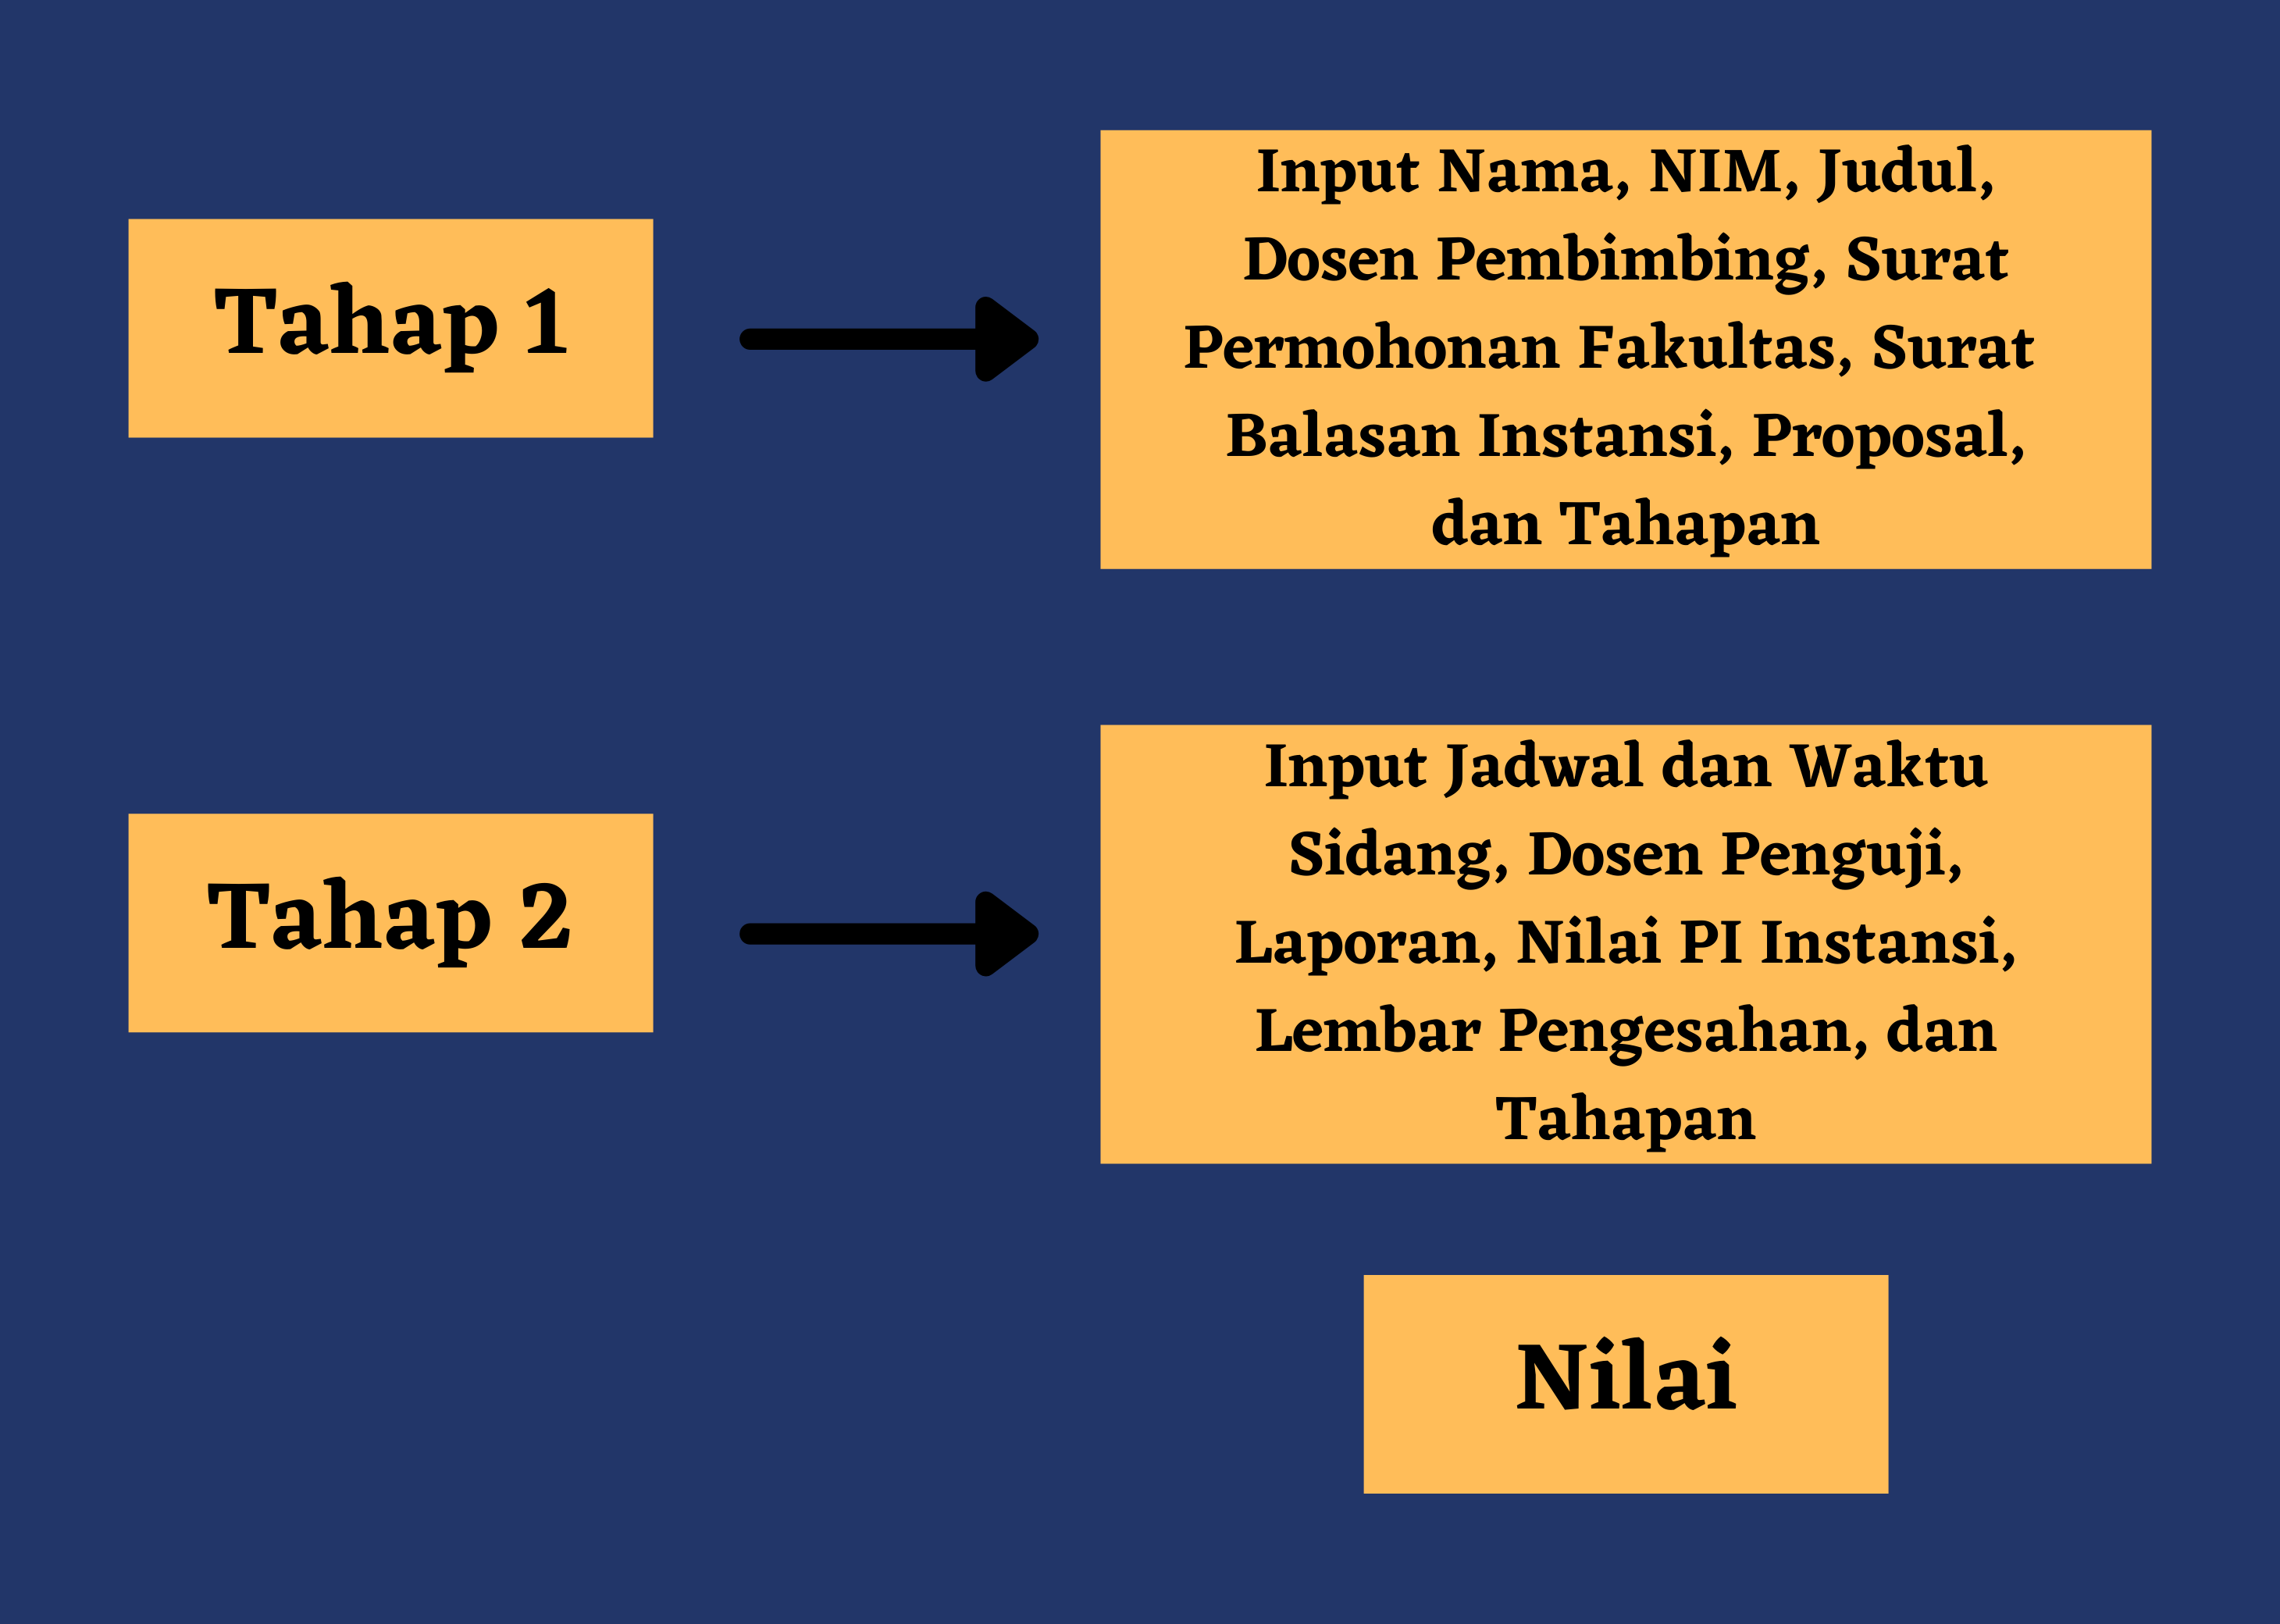 Tahap 1
Input Nama, NIM, Judul,
Dosen Pembimbing, Surat
Permohonan Fakultas, Surat
Balasan Instansi, Proposal,
dan Tahapan
Tahap 2
Input Jadwal dan Waktu
Sidang, Dosen Penguji,
Laporan, Nilai PI Instansi,
Lembar Pengesahan, dan
Tahapan
Nilai